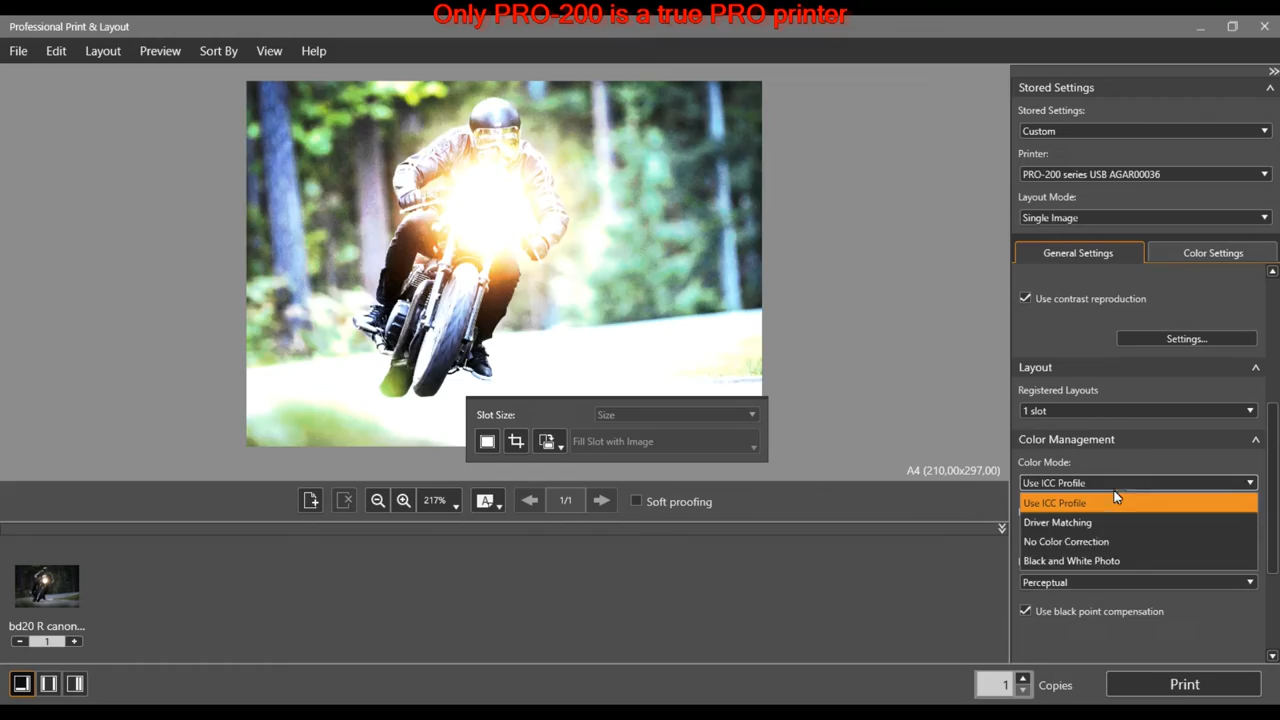 Only PRO-200 is a true PRO printer
Professional Print & Layout
File Edit Layout Preview Sort By View Help
Stored Settings
Stored Settings:
Custom
Printer:
PRO-200 series USB AGAR00036
Layout Mode:
Single Image
General Settings Color Settings
Use contrast reproduction
Settings...
Layout
Registered Layouts
1 slot
Color Management
Color Mode:
Use ICC Profile
Use ICC Profile
Driver Matching
No Color Correction
Black and White Photo
Perceptual
Use black point compensation
Slot Size: Size
Fill Slot with Image
A4 (210,00x297,00)
217% A 1/1 Soft proofing
bd20 R canon...
- 1 +
1 Copies Print